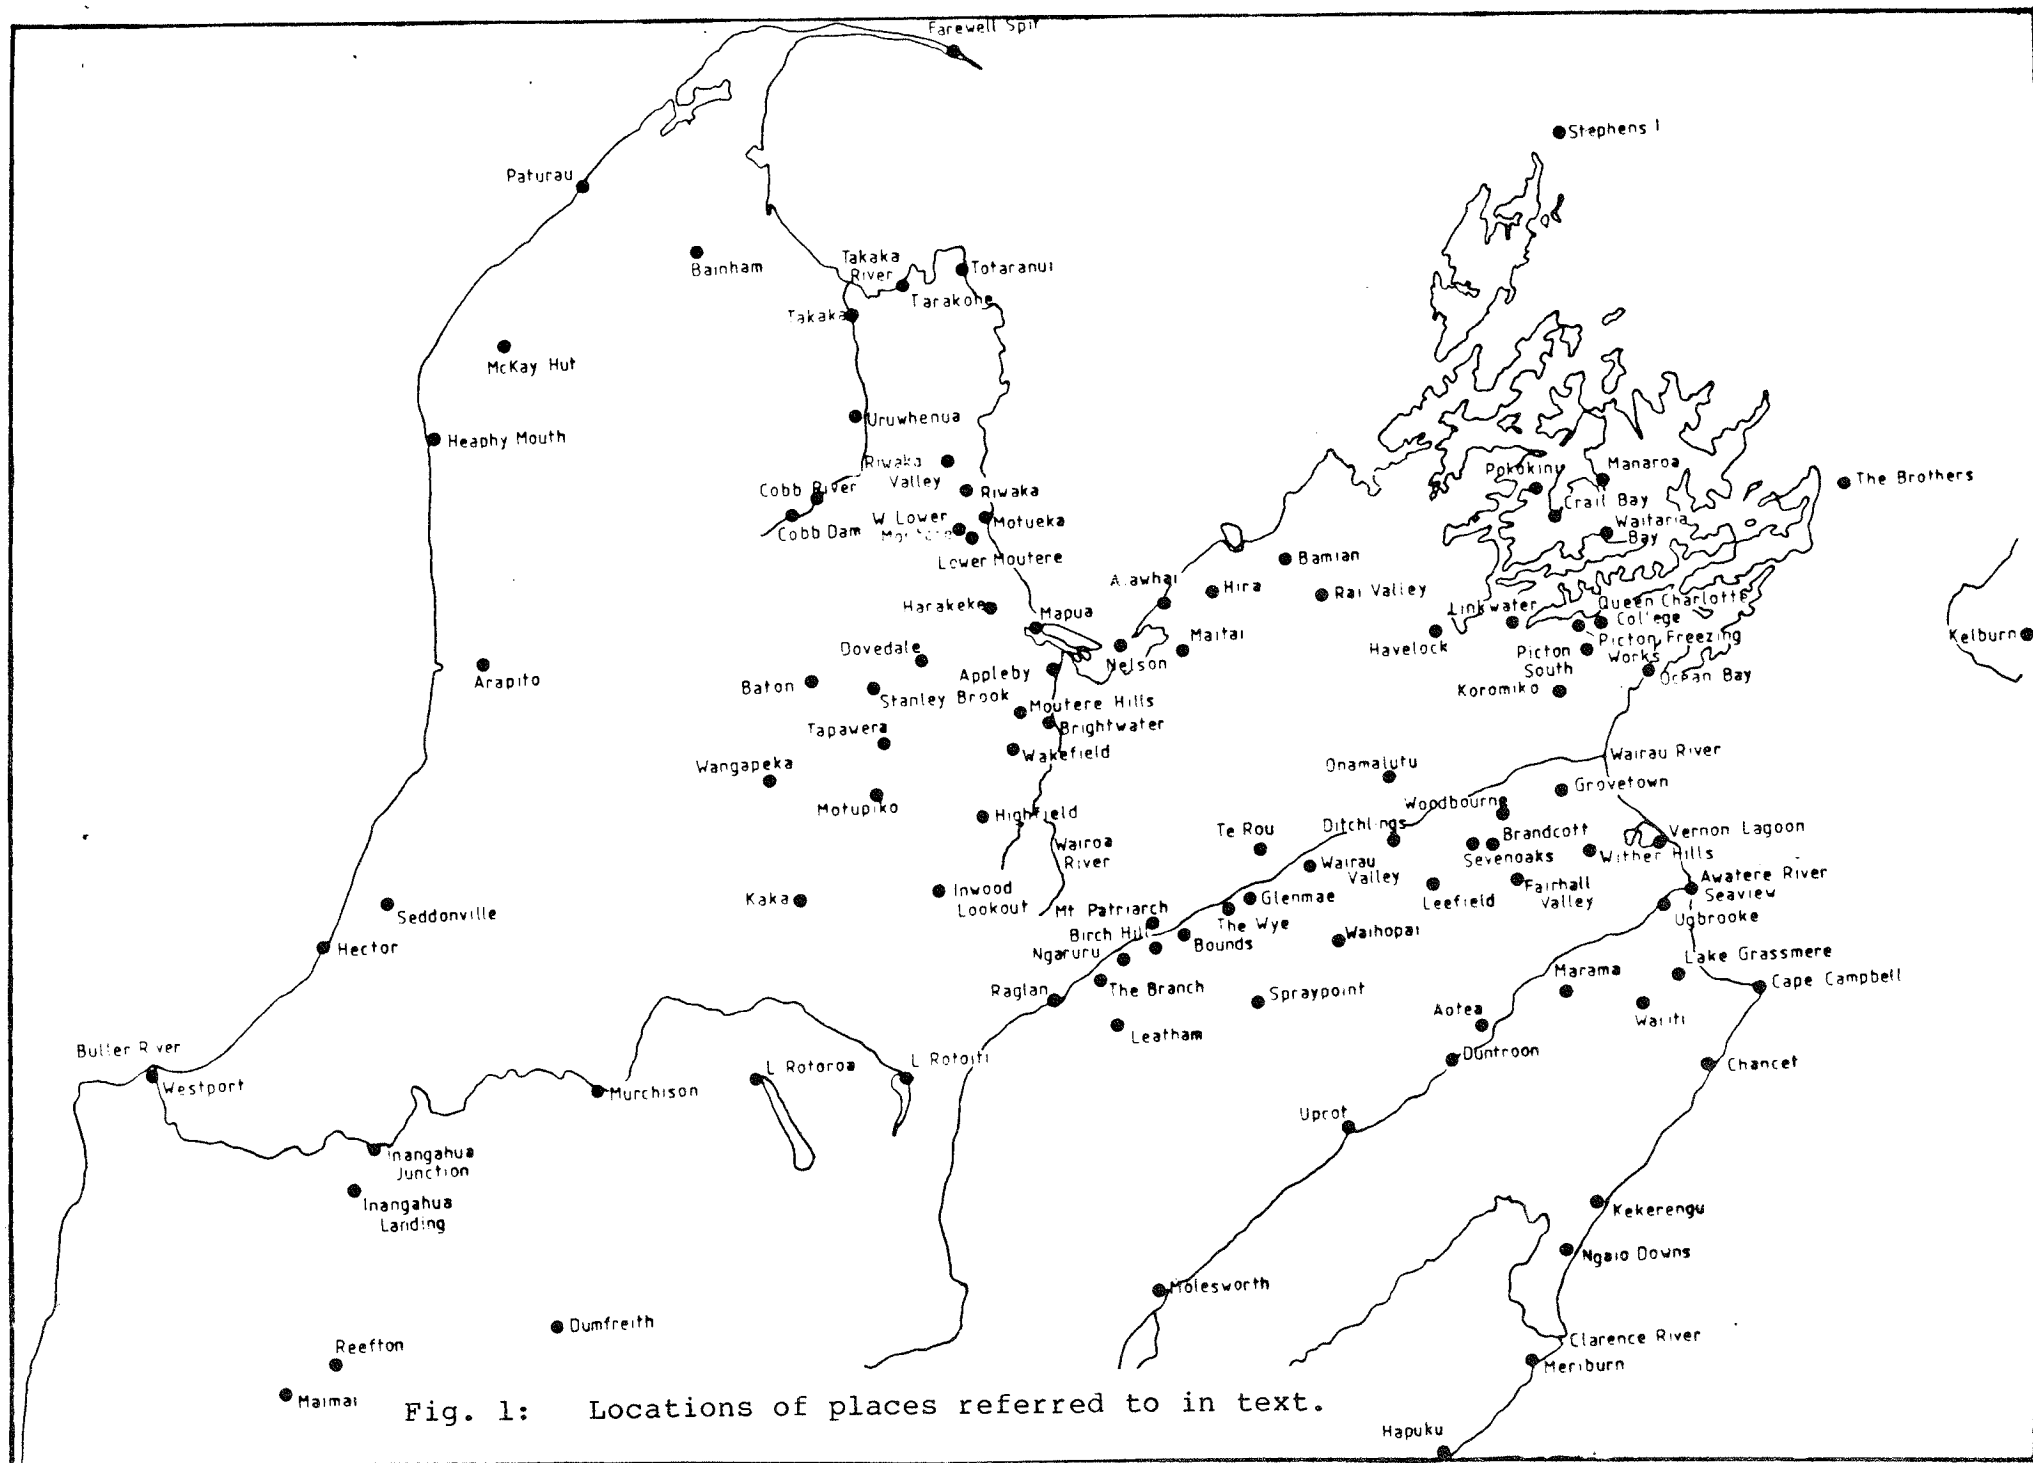 Farewell Spit
Stephens I
Paturau
Bainham
Takaka
River
Totaranui
Tarakohe
Takaka
McKay Hut
Uruwhenua
Heaphy Mouth
Riwaka
Valley
Riwaka
Cobb River
Cobb Dam
W Lower
Moutere
Motueka
Lower Moutere
Pokokini
Manaroa
The Brothers
Crail Bay
Waitaria
Bay
Bamian
Hira
Rai Valley
Harakeke
Mapua
Linkwater
Queen Charlotte
College
Picton Freezing
Works
Picton
South
Havelock
Kelburn
Maitai
Nelson
Dovedale
Appleby
Arapito
Baton
Stanley Brook
Koromiko
Ocean Bay
Moutere Hills
Brightwater
Tapawera
Wakefield
Wangapeka
Wairau River
Onamalutu
Motupiko
Grovetown
Woodbourne
Highfield
Wairoa
River
Te Rou
Ditchlings
Brandcott
Sevenoaks
Vernon Lagoon
Wither Hills
Wairau
Valley
Kaka
Inwood
Lookout
Leefield
Fairhall
Valley
Awatere River
Seaview
Ugbrooke
Glenmae
The Wye
Mt Patriarch
Birch Hill
Bounds
Ngaruru
Waihopai
Seddonville
Hector
Lake Grassmere
Marama
Cape Campbell
Raglan
The Branch
Spraypoint
Leatham
Aotea
Duntroon
Chancet
Buller River
Westport
L Rotoroa
L Rotoiti
Murchison
Upcot
Inangahua
Junction
Inangahua
Landing
Kekerengu
Ngaio Downs
Molesworth
Dumfreith
Reefton
Maimai
Clarence River
Meriburn
Hapuku
Fig. 1: Locations of places referred to in text.